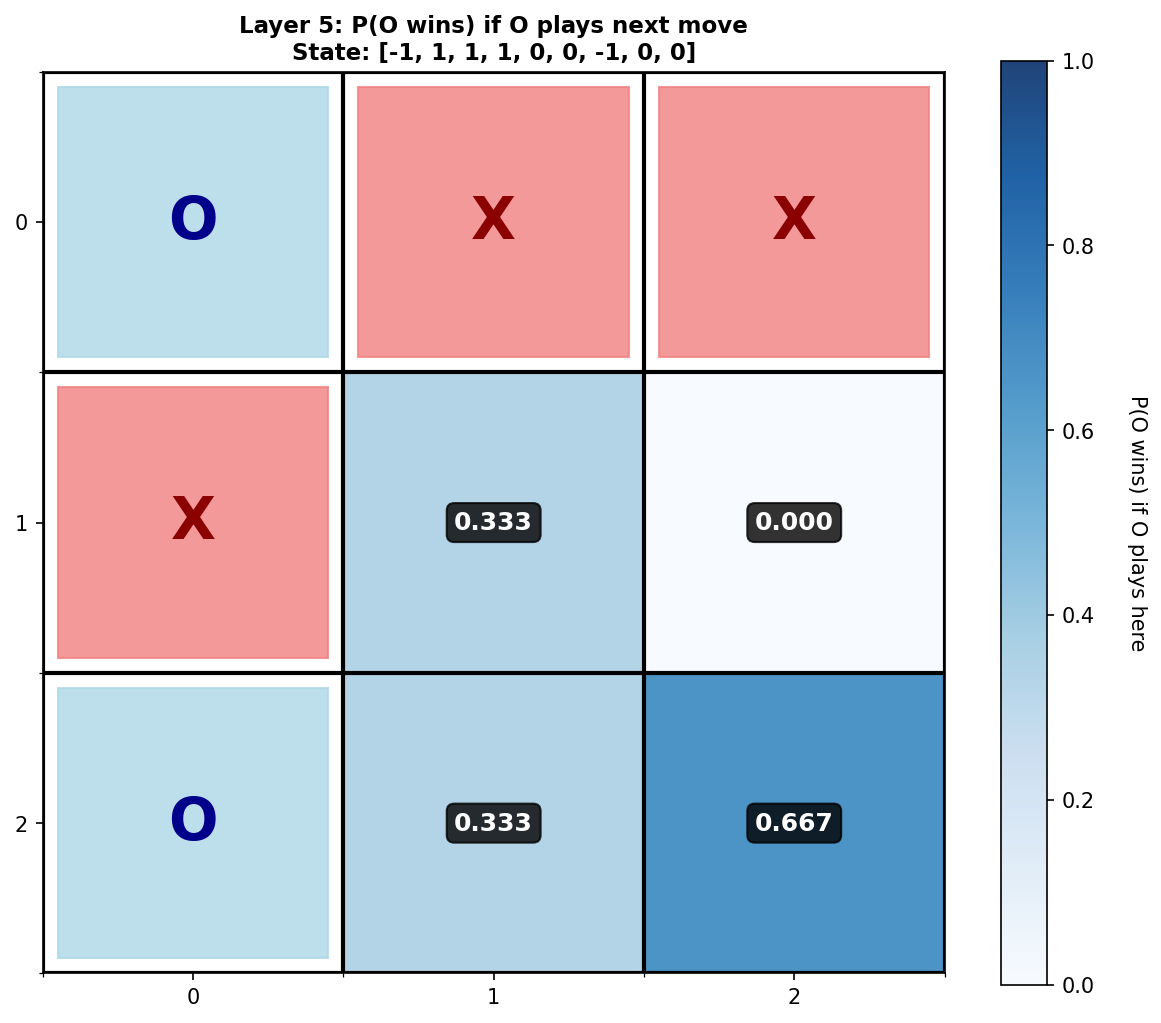 Layer 5: P(O wins) if O plays next move
State: [-1, 1, 1, 1, 0, 0, -1, 0, 0]
0
O
X
X
1
X
0.333
0.000
2
O
0.333
0.667
0
1
2
1.0
0.8
0.6
0.4
0.2
0.0
P(O wins) if O plays here